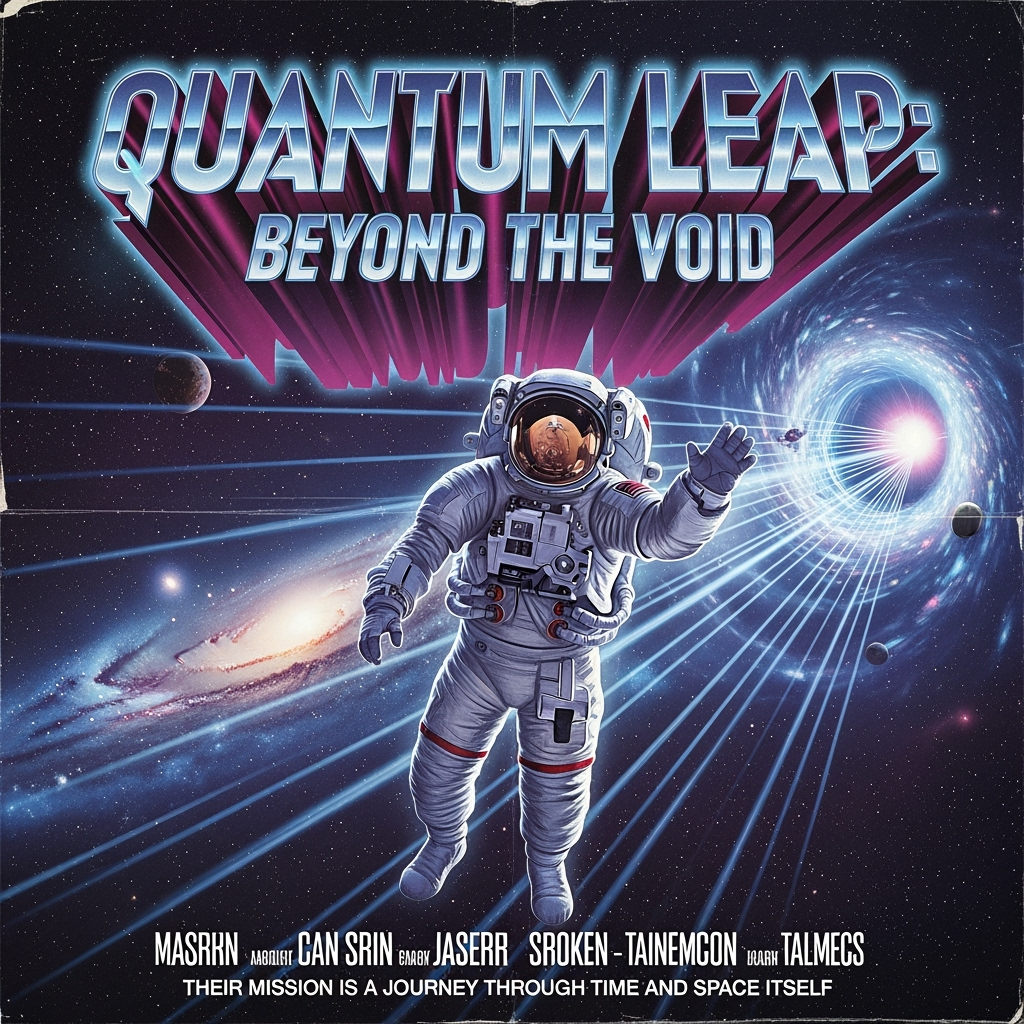 QUANTUM LEAP:
BEYOND THE VOID
MASRHN CAN SRIN JASERR SROKEN - TAINEMCON TALMECS
THEIR MISSION IS A JOURNEY THROUGH TIME AND SPACE ITSELF